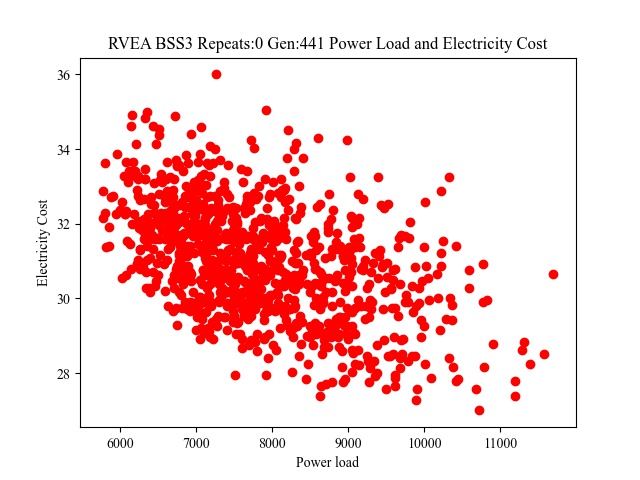 RVEA BSS3 Repeats:0 Gen:441 Power Load and Electricity Cost
36
34
32
30
28
Electricity Cost
6000 7000 8000 9000 10000 11000
Power load